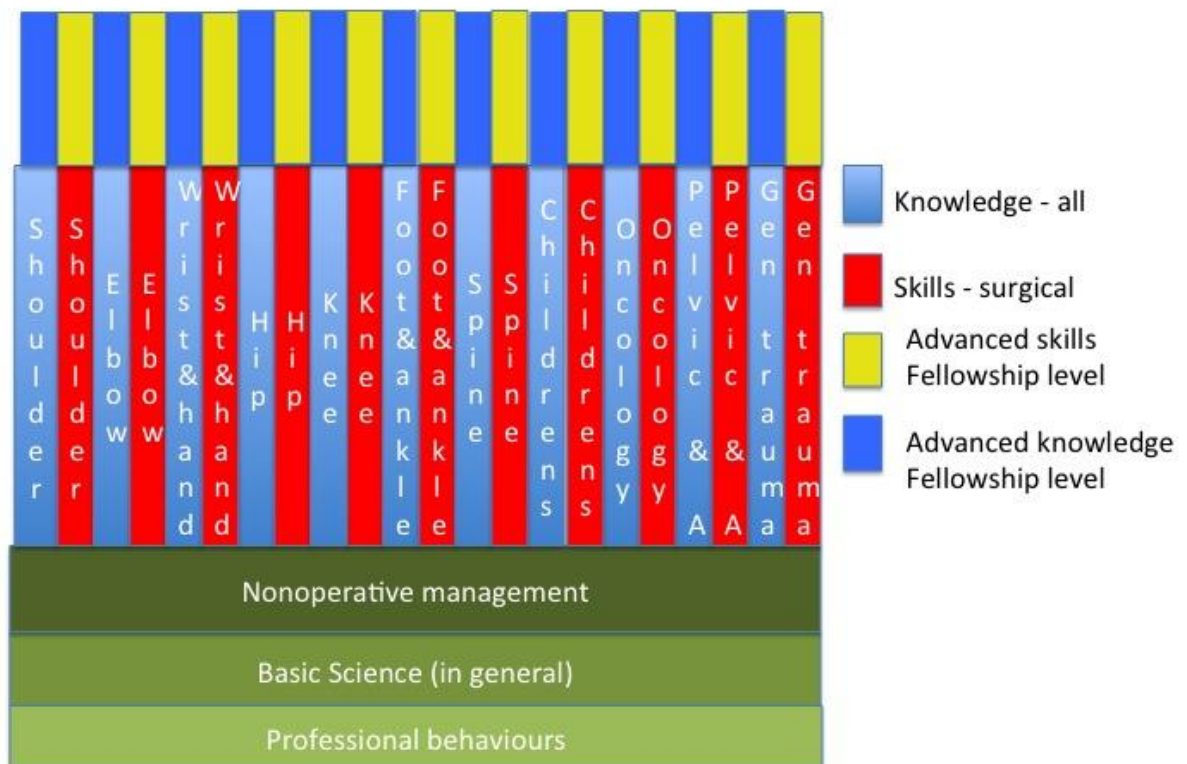 Shoulder
Shoulder
Elbow
Elbow
Wrist&hand
Wrist&hand
Hip
Hip
Knee
Knee
Foot&ankle
Foot&ankle
Spine
Spine
Childrens
Childrens
Oncology
Oncology
Pelvic & A
Pelvic & A
Gen trauma
Gen trauma
Knowledge - all
Skills - surgical
Advanced skills
Fellowship level
Advanced knowledge
Fellowship level
Nonoperative management
Basic Science (in general)
Professional behaviours